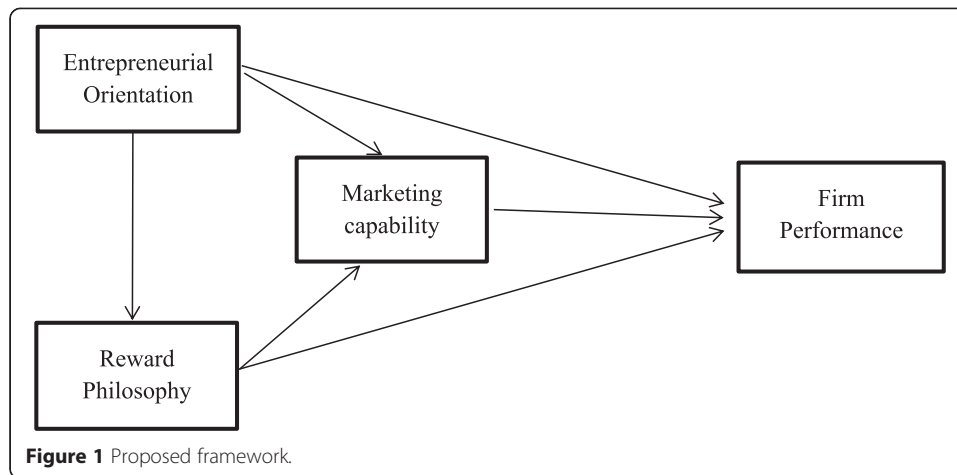 Entrepreneurial
Orientation
Marketing
capability
Firm
Performance
Reward
Philosophy
Figure 1 Proposed framework.